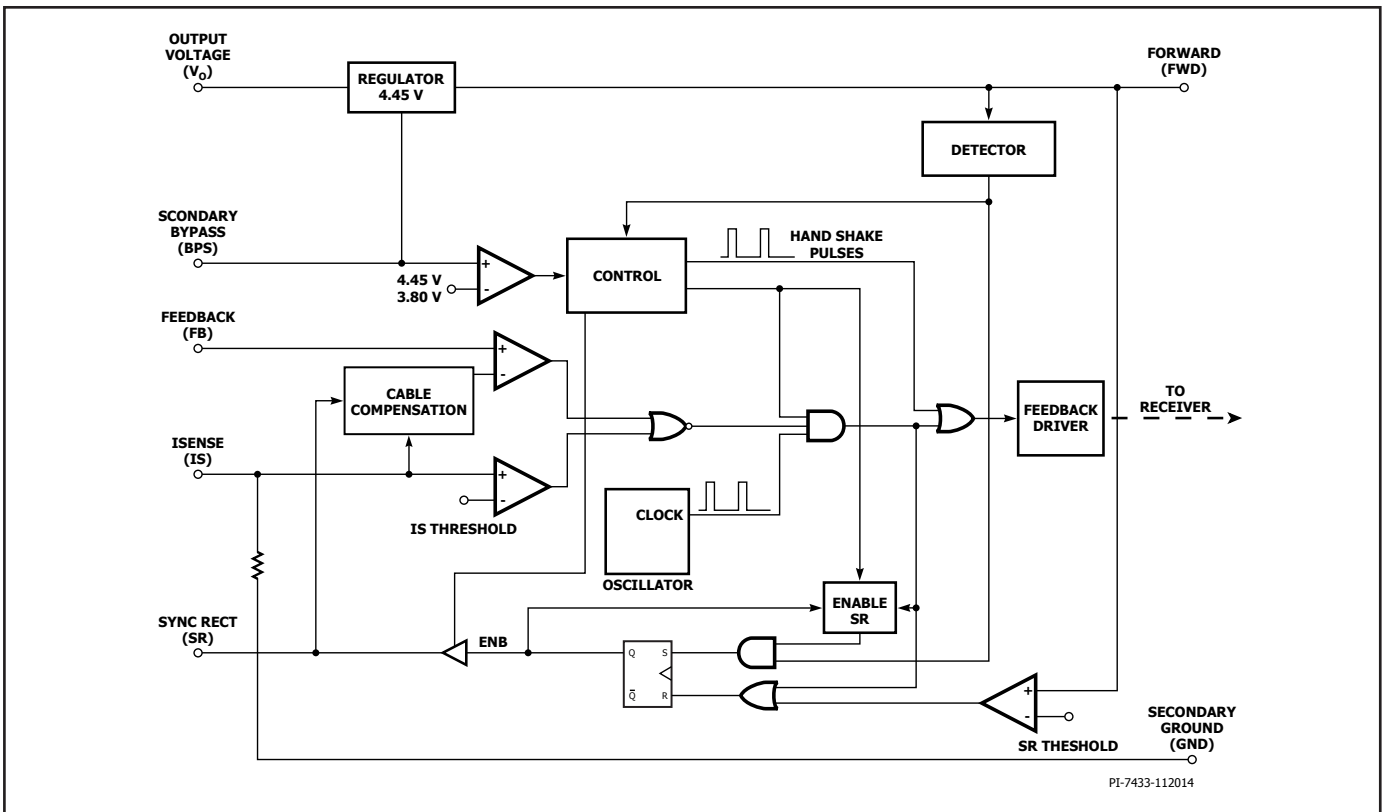 OUTPUT
VOLTAGE
(VO)
REGULATOR
4.45 V
FORWARD
(FWD)
DETECTOR
SCONDARY
BYPASS
(BPS)
+
-
4.45 V
3.80 V
CONTROL
HAND SHAKE
PULSES
FEEDBACK
(FB)
+
-
CABLE
COMPENSATION
FEEDBACK
DRIVER
TO
RECEIVER
ISENSE
(IS)
+
-
IS THRESHOLD
CLOCK
OSCILLATOR
ENABLE
SR
SYNC RECT
(SR)
ENB
Q
S
Q̅
R
+
-
SR THESHOLD
SECONDARY
GROUND
(GND)
PI-7433-112014